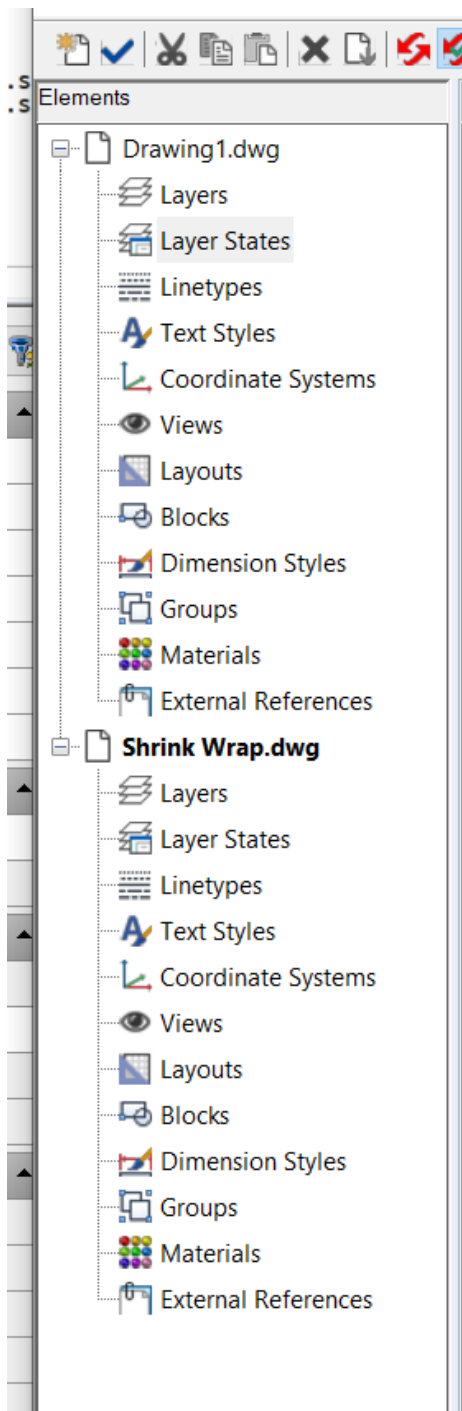 .s
.s
Elements
Drawing1.dwg
Layers
Layer States
Linetypes
Text Styles
Coordinate Systems
Views
Layouts
Blocks
Dimension Styles
Groups
Materials
External References
Shrink Wrap.dwg
Layers
Layer States
Linetypes
Text Styles
Coordinate Systems
Views
Layouts
Blocks
Dimension Styles
Groups
Materials
External References